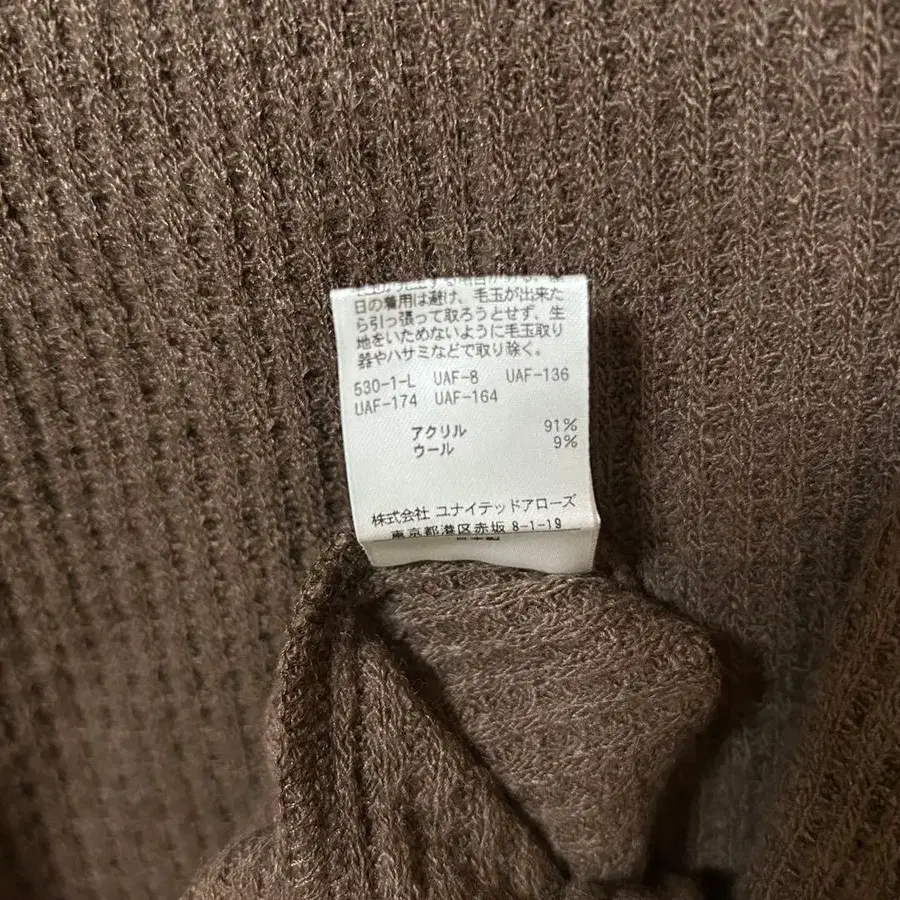 日の着用は避け、毛玉が出来た
ら引っ張って取ろうとせず、生
地をいためないように毛玉取り
器やハサミなどで取り除く。
530-1-L UAF-8 UAF-136
UAF-174 UAF-164
アクリル 91%
ウール 9%
株式会社 ユナイテッドアローズ
東京都港区赤坂 8-1-19